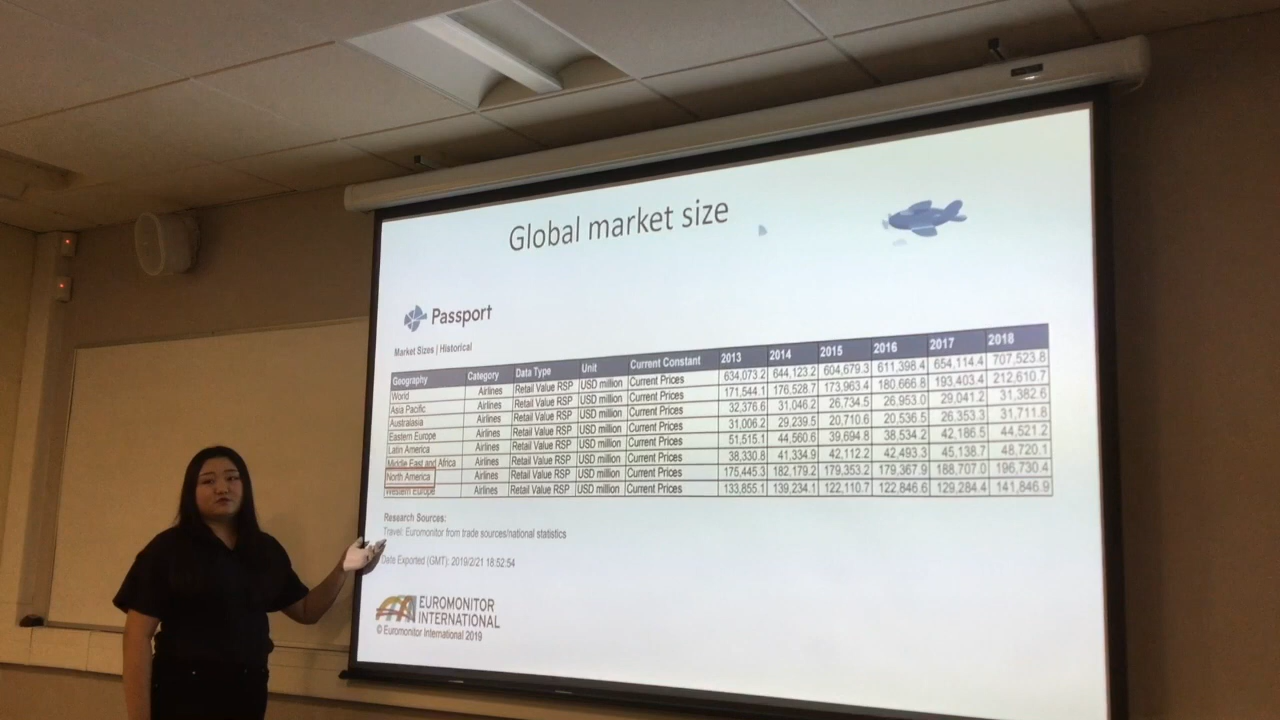 Global market size
Passport
Market Sizes | Historical
Geography Category Data Type Unit Current Constant 2013 2014 2015 2016 2017 2018
World Airlines Retail Value RSP USD million Current Prices 634,073.2 644,123.2 604,679.3 611,398.4 654,114.4 707,523.8
Asia Pacific Airlines Retail Value RSP USD million Current Prices 171,544.1 176,528.7 173,963.4 180,666.8 193,403.4 212,610.7
Australasia Airlines Retail Value RSP USD million Current Prices 32,376.6 31,046.2 26,734.5 26,953.0 29,041.2 31,382.6
Eastern Europe Airlines Retail Value RSP USD million Current Prices 31,006.2 29,239.5 20,710.6 20,536.5 26,353.3 31,711.8
Latin America Airlines Retail Value RSP USD million Current Prices 51,515.1 44,560.6 39,694.8 38,534.2 42,186.5 44,521.2
Middle East and Africa Airlines Retail Value RSP USD million Current Prices 38,330.8 41,334.9 42,112.2 42,493.3 45,138.7 48,720.1
North America Airlines Retail Value RSP USD million Current Prices 175,445.3 182,179.2 179,353.2 179,367.9 188,707.0 196,730.4
Western Europe Airlines Retail Value RSP USD million Current Prices 133,855.1 139,234.1 122,110.7 122,846.6 129,284.4 141,846.9
Research Sources:
Travel: Euromonitor from trade sources/national statistics
Date Exported (GMT): 2019/2/21 18:52:54
EUROMONITOR
INTERNATIONAL
© Euromonitor International 2019